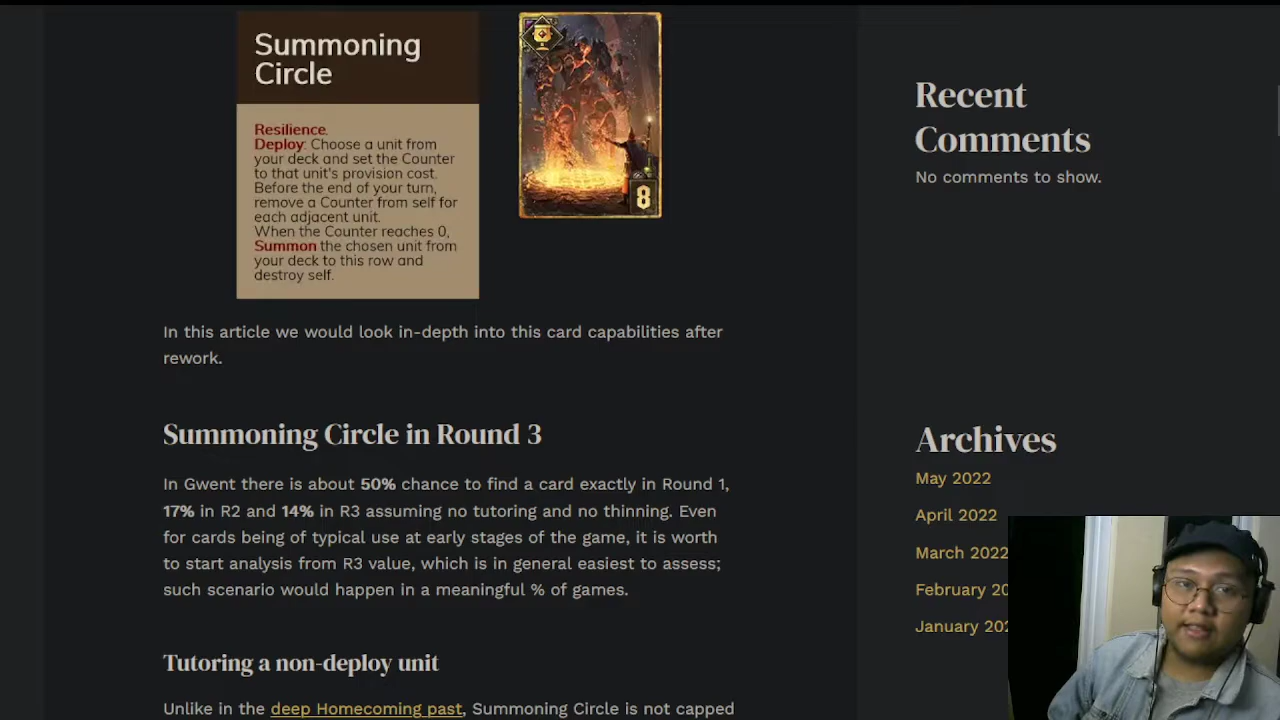 Summoning
Circle
Resilience.
Deploy: Choose a unit from
your deck and set the Counter
to that unit's provision cost.
Before the end of your turn,
remove a Counter from self for
each adjacent unit.
When the Counter reaches 0,
Summon the chosen unit from
your deck to this row and
destroy self.
8
In this article we would look in-depth into this card capabilities after
rework.
Summoning Circle in Round 3
In Gwent there is about 50% chance to find a card exactly in Round 1,
17% in R2 and 14% in R3 assuming no tutoring and no thinning. Even
for cards being of typical use at early stages of the game, it is worth
to start analysis from R3 value, which is in general easiest to assess;
such scenario would happen in a meaningful % of games.
Tutoring a non-deploy unit
Unlike in the deep Homecoming past, Summoning Circle is not capped
Recent
Comments
No comments to show.
Archives
May 2022
April 2022
March 2022
February 20
January 202